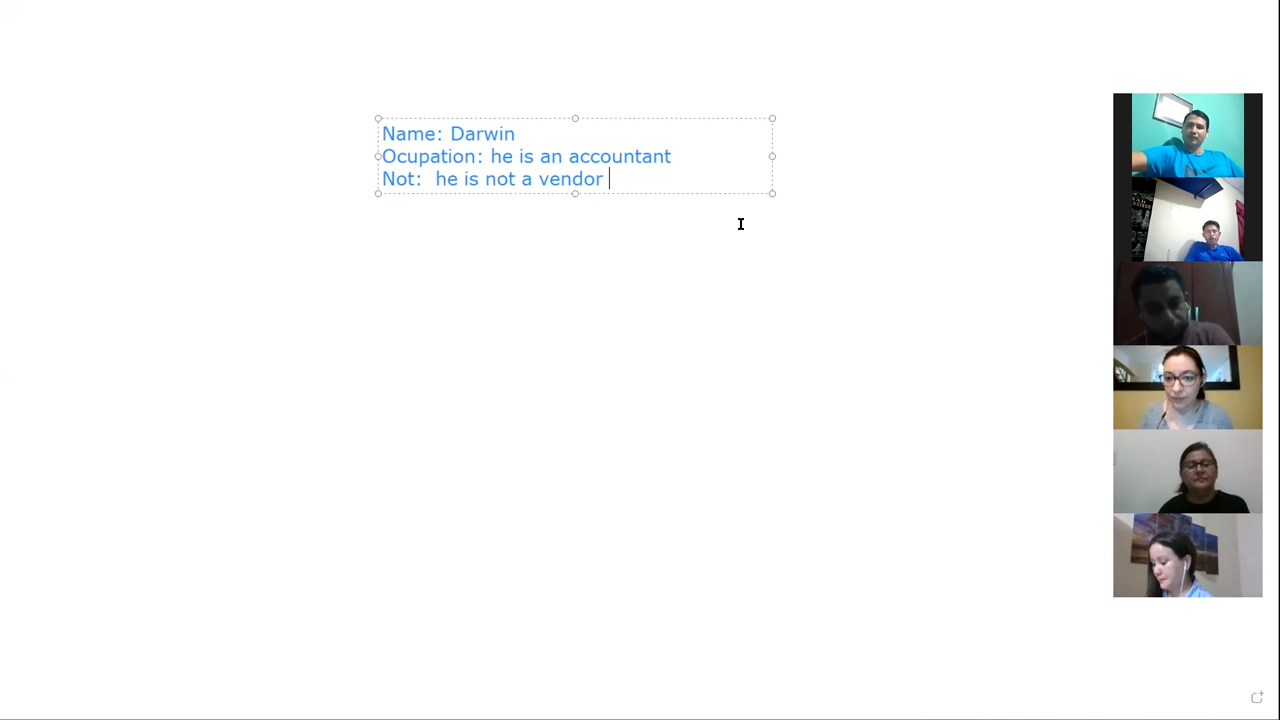 Name: Darwin
Ocupation: he is an accountant
Not:  he is not a vendor